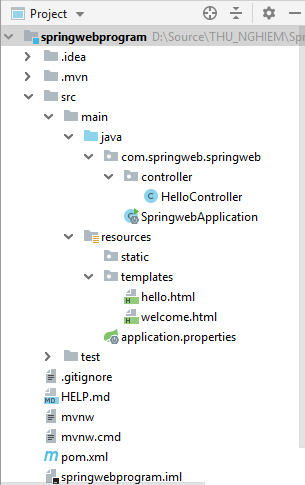 Project
springwebprogram D:\Source\THU_NGHIEM\Spr
.idea
.mvn
src
main
java
com.springweb.springweb
controller
HelloController
SpringwebApplication
resources
static
templates
hello.html
welcome.html
application.properties
test
.gitignore
HELP.md
mvnw
mvnw.cmd
pom.xml
springwebprogram.iml